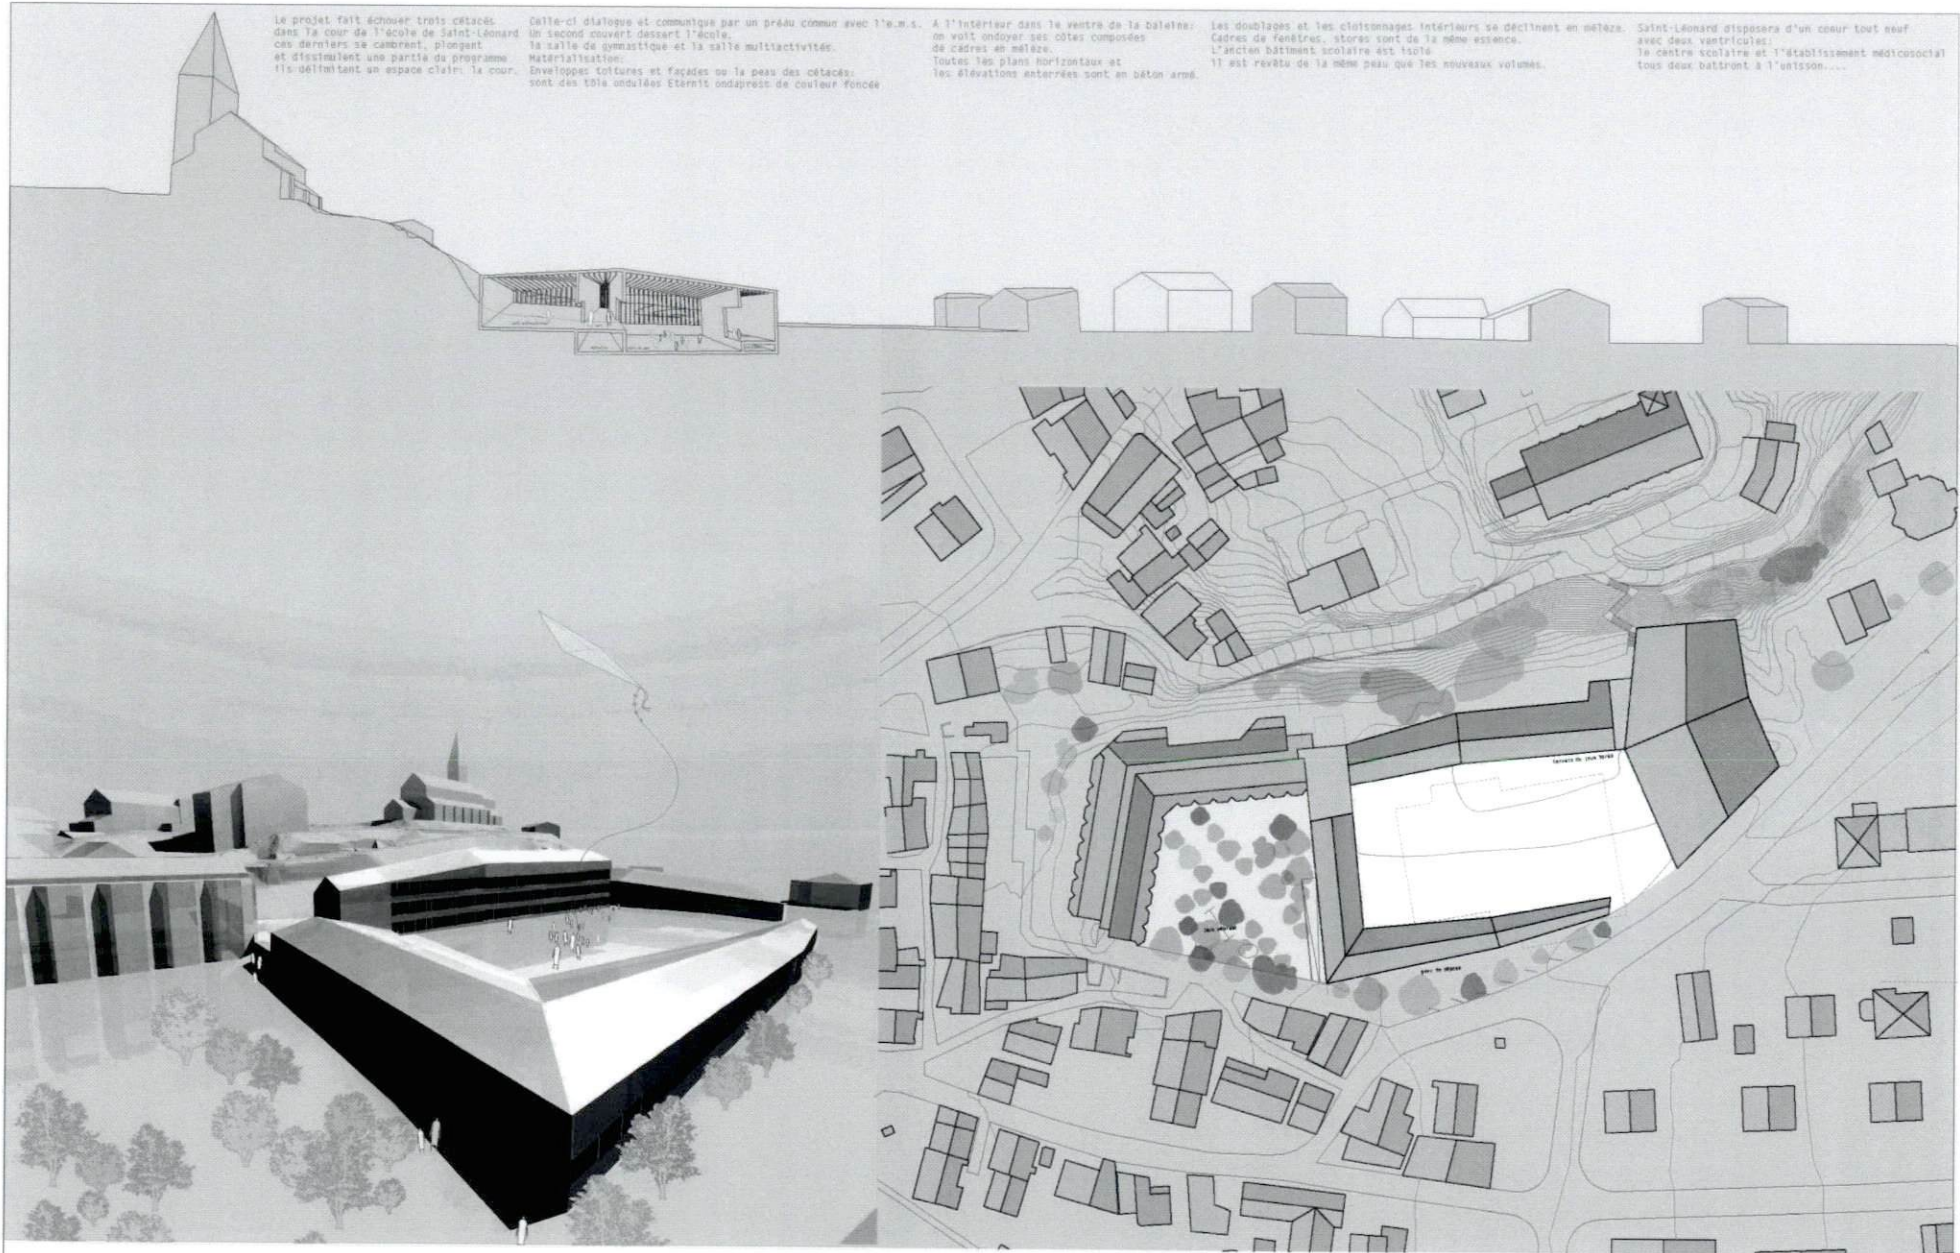 Le projet fait échouer trois cétacés
dans la cour de l'école de Saint-Léonard
ces derniers se cambrent, plongent
et dissimulent une partie du programme
ils délimitent un espace clair: la cour.
Celle-ci dialogue et communique par un préau commun avec l'e.m.s.
Un second couvert dessert l'école,
la salle de gymnastique et la salle multiactivités.
Matérialisation:
Enveloppes toitures et façades ou la peau des cétacés:
sont des tôle ondulées Eternit ondapress de couleur foncée
A l'intérieur dans le ventre de la baleine:
on voit ondoyer ses côtes composées
de cadres en mélèze.
Toutes les plans horizontaux et
les élévations enterrées sont en béton armé.
Les doublages et les cloisonnages intérieurs se déclinent en mélèze.
Cadres de fenêtres, stores sont de la même essence.
L'ancien bâtiment scolaire est isolé
il est revêtu de la même peau que les nouveaux volumes.
Saint-Léonard disposera d'un coeur tout neuf
avec deux ventricules:
le centre scolaire et l'établissement médicosocial
tous deux battront à l'unisson....